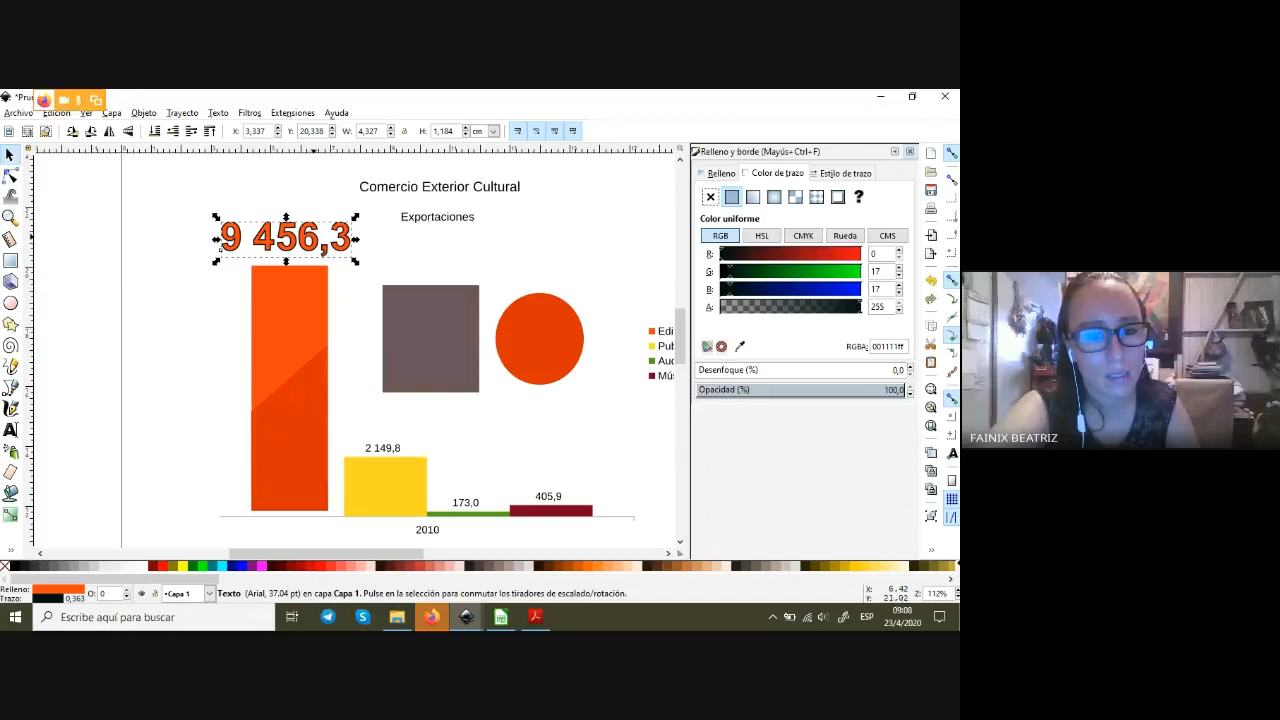 *Pru
Archivo Edición Ver Capa Objeto Trayecto Texto Filtros Extensiones Ayuda
X: 3,337 Y: 20,338 W: 4,327 H: 1,184 cm
Relleno y borde (Mayús+Ctrl+F)
Relleno Color de trazo Estilo de trazo
Color uniforme
RGB HSL CMYK Rueda CMS
R: 0
G: 17
B: 17
A: 255
RGBA: 001111ff
Desenfoque (%) 0,0
Opacidad (%) 100,0
Comercio Exterior Cultural
Exportaciones
9 456,3
Edi
Pub
Aud
Mús
2 149,8
173,0
405,9
2010
FAINIX BEATRIZ
Relleno:
Trazo: 0,363
O: 0
•Capa 1
Texto (Arial, 37.04 pt) en capa Capa 1. Pulse en la selección para conmutar los tiradores de escalado/rotación.
X: 6,42
Y: 21,02
Z: 112%
Escribe aquí para buscar
ESP
09:08
23/4/2020